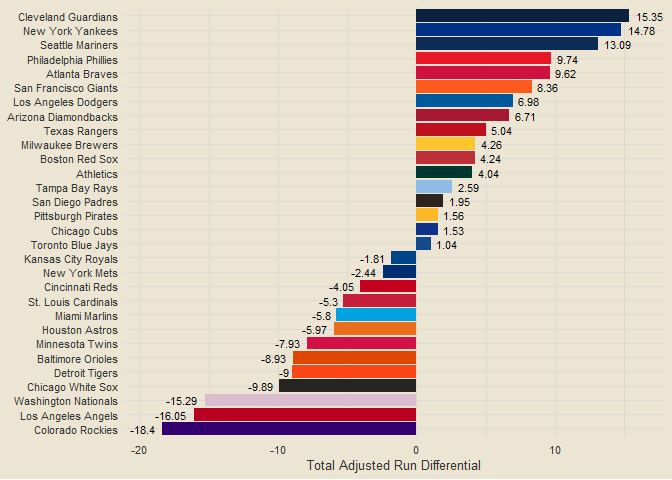 Cleveland Guardians 15.35
New York Yankees 14.78
Seattle Mariners 13.09
Philadelphia Phillies 9.74
Atlanta Braves 9.62
San Francisco Giants 8.36
Los Angeles Dodgers 6.98
Arizona Diamondbacks 6.71
Texas Rangers 5.04
Milwaukee Brewers 4.26
Boston Red Sox 4.24
Athletics 4.04
Tampa Bay Rays 2.59
San Diego Padres 1.95
Pittsburgh Pirates 1.56
Chicago Cubs 1.53
Toronto Blue Jays 1.04
Kansas City Royals -1.81
New York Mets -2.44
Cincinnati Reds -4.05
St. Louis Cardinals -5.3
Miami Marlins -5.8
Houston Astros -5.97
Minnesota Twins -7.93
Baltimore Orioles -8.93
Detroit Tigers -9
Chicago White Sox -9.89
Washington Nationals -15.29
Los Angeles Angels -16.05
Colorado Rockies -18.4
-20 -10 0 10
Total Adjusted Run Differential